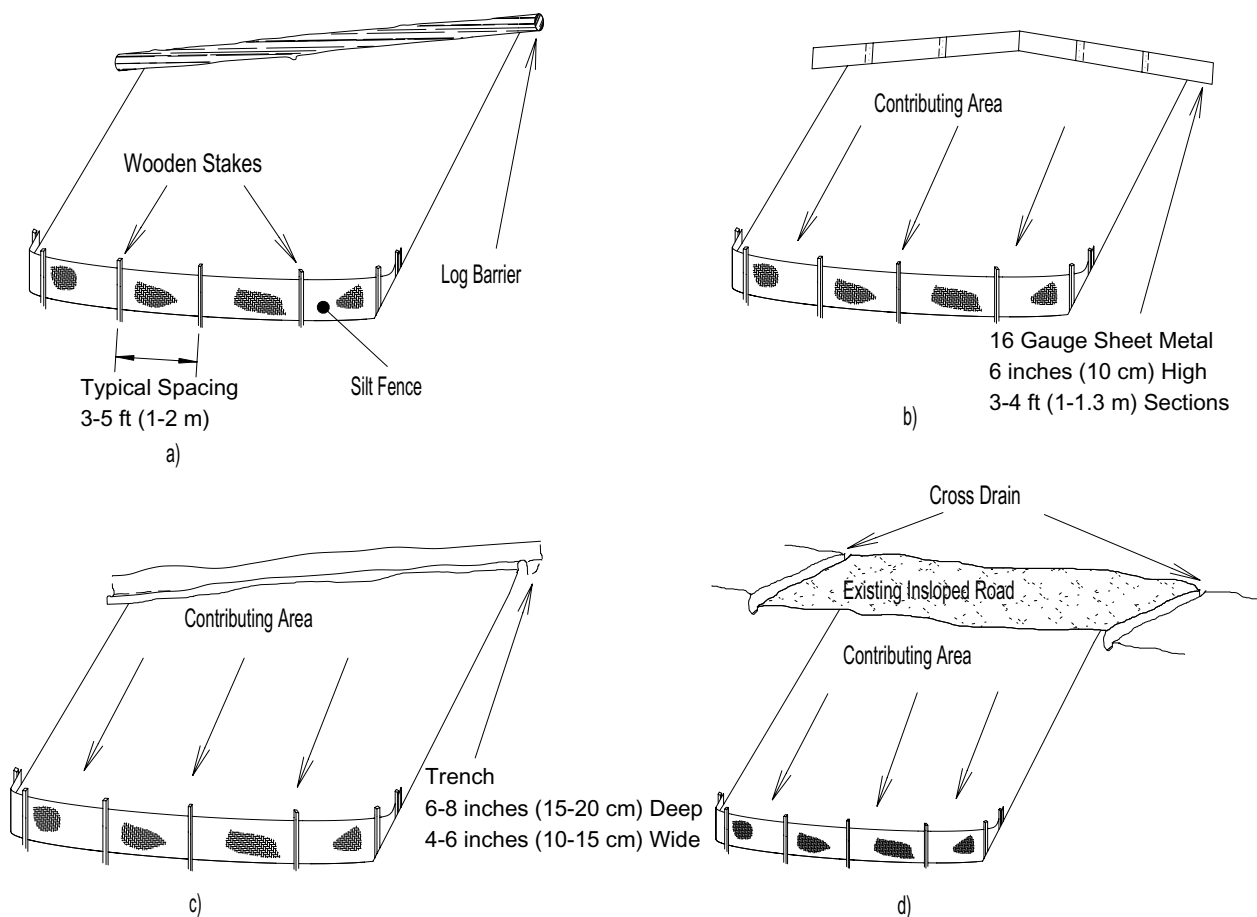 Wooden Stakes
Log Barrier
Silt Fence
Typical Spacing
3-5 ft (1-2 m)
a)
Contributing Area
16 Gauge Sheet Metal
6 inches (10 cm) High
3-4 ft (1-1.3 m) Sections
b)
Contributing Area
Trench
6-8 inches (15-20 cm) Deep
4-6 inches (10-15 cm) Wide
c)
Cross Drain
Existing Insloped Road
Contributing Area
d)